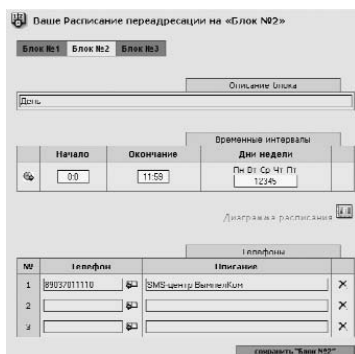 Ваше Расписание переадресации на «Блок №2»
Блок №1 Блок №2 Блок №3
Описание блока
День
Временные интервалы
Начало Окончание Дни недели
0:0 11:59 Пн Вт Ср Чт Пт
12345
Диаграмма расписания
Телефоны
№ Телефон Описание
1 89037011110 SMS-центр ВымпелКом
2
3
сохранить "Блок №2"